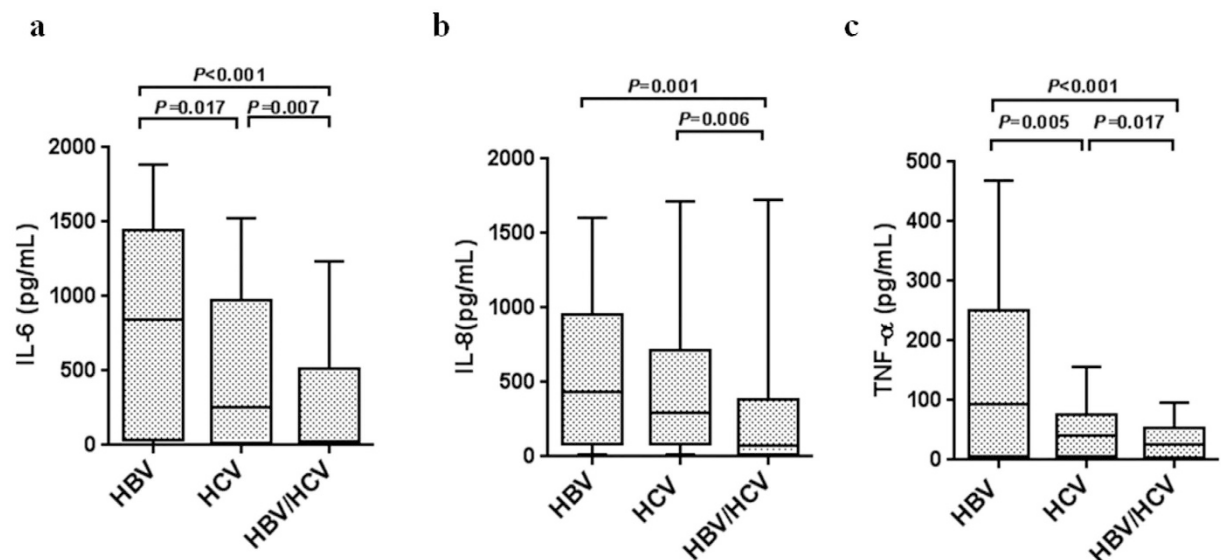 a
P<0.001
P=0.017 P=0.007
2000
1500
1000
500
0
IL-6 (pg/mL)
HBV
HCV
HBV/HCV
b
P=0.001
P=0.006
2000
1500
1000
500
0
IL-8(pg/mL)
HBV
HCV
HBV/HCV
c
P<0.001
P=0.005 P=0.017
500
400
300
200
100
0
TNF-α (pg/mL)
HBV
HCV
HBV/HCV